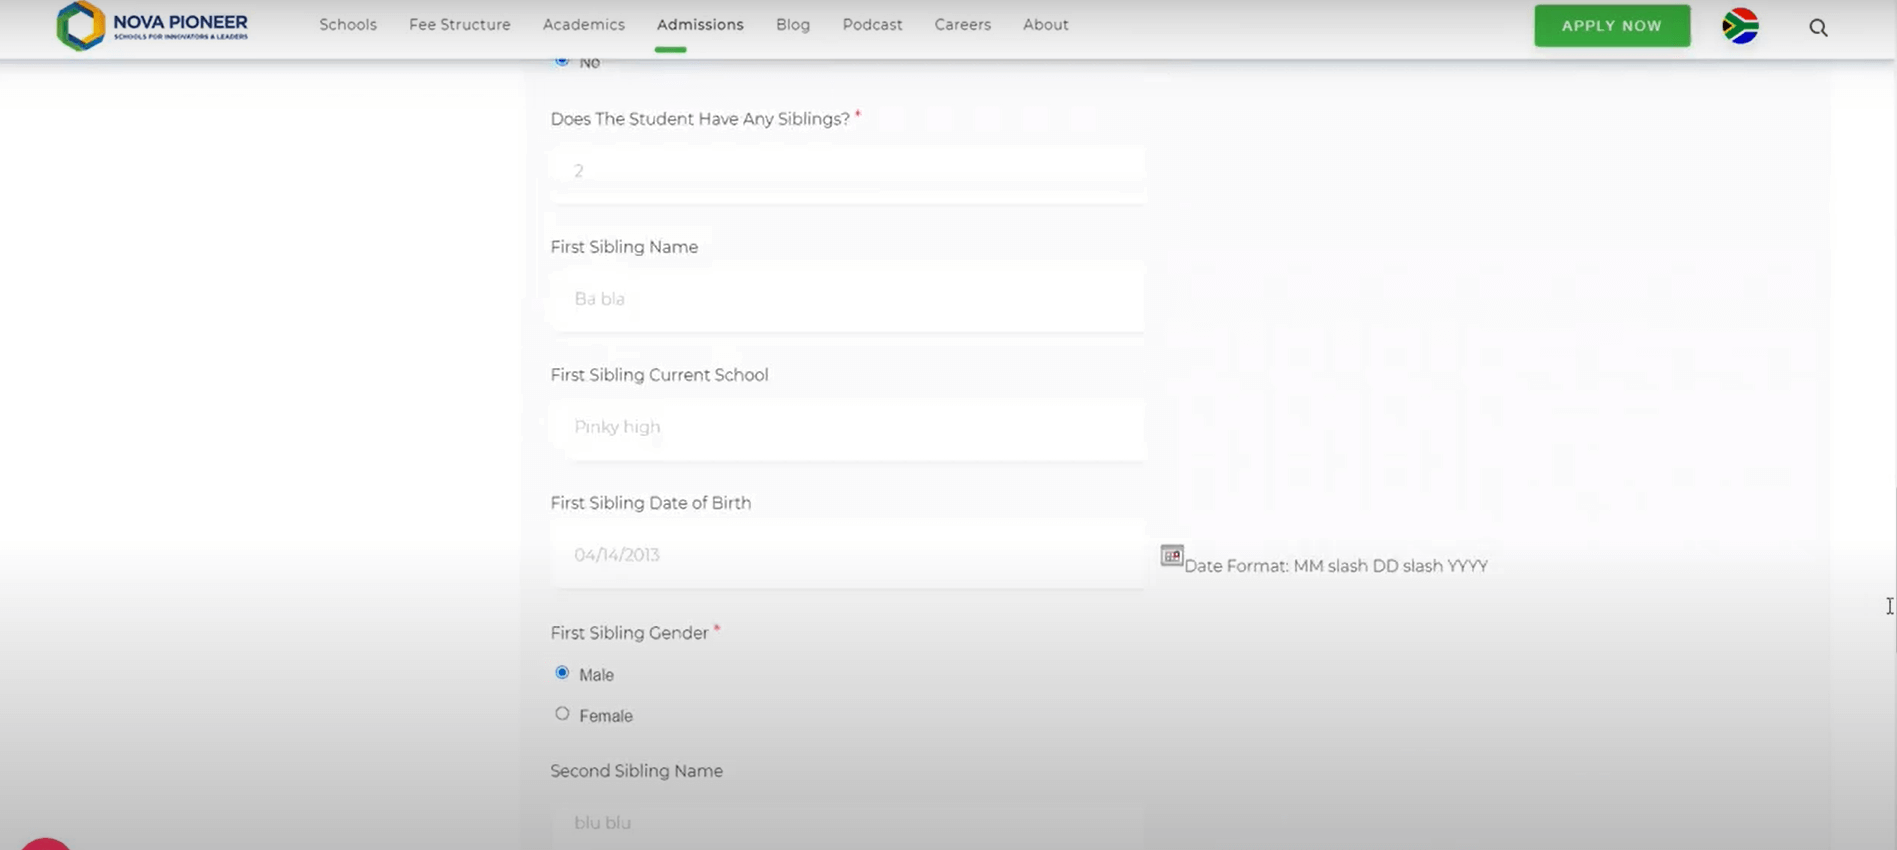 NOVA PIONEER
SCHOOLS FOR INNOVATORS & LEADERS
Schools
Fee Structure
Academics
Admissions
Blog
Podcast
Careers
About
APPLY NOW
No
Does The Student Have Any Siblings? *
2
First Sibling Name
Ba bla
First Sibling Current School
Pinky high
First Sibling Date of Birth
04/14/2013
Date Format: MM slash DD slash YYYY
First Sibling Gender *
Male
Female
Second Sibling Name
blu blu